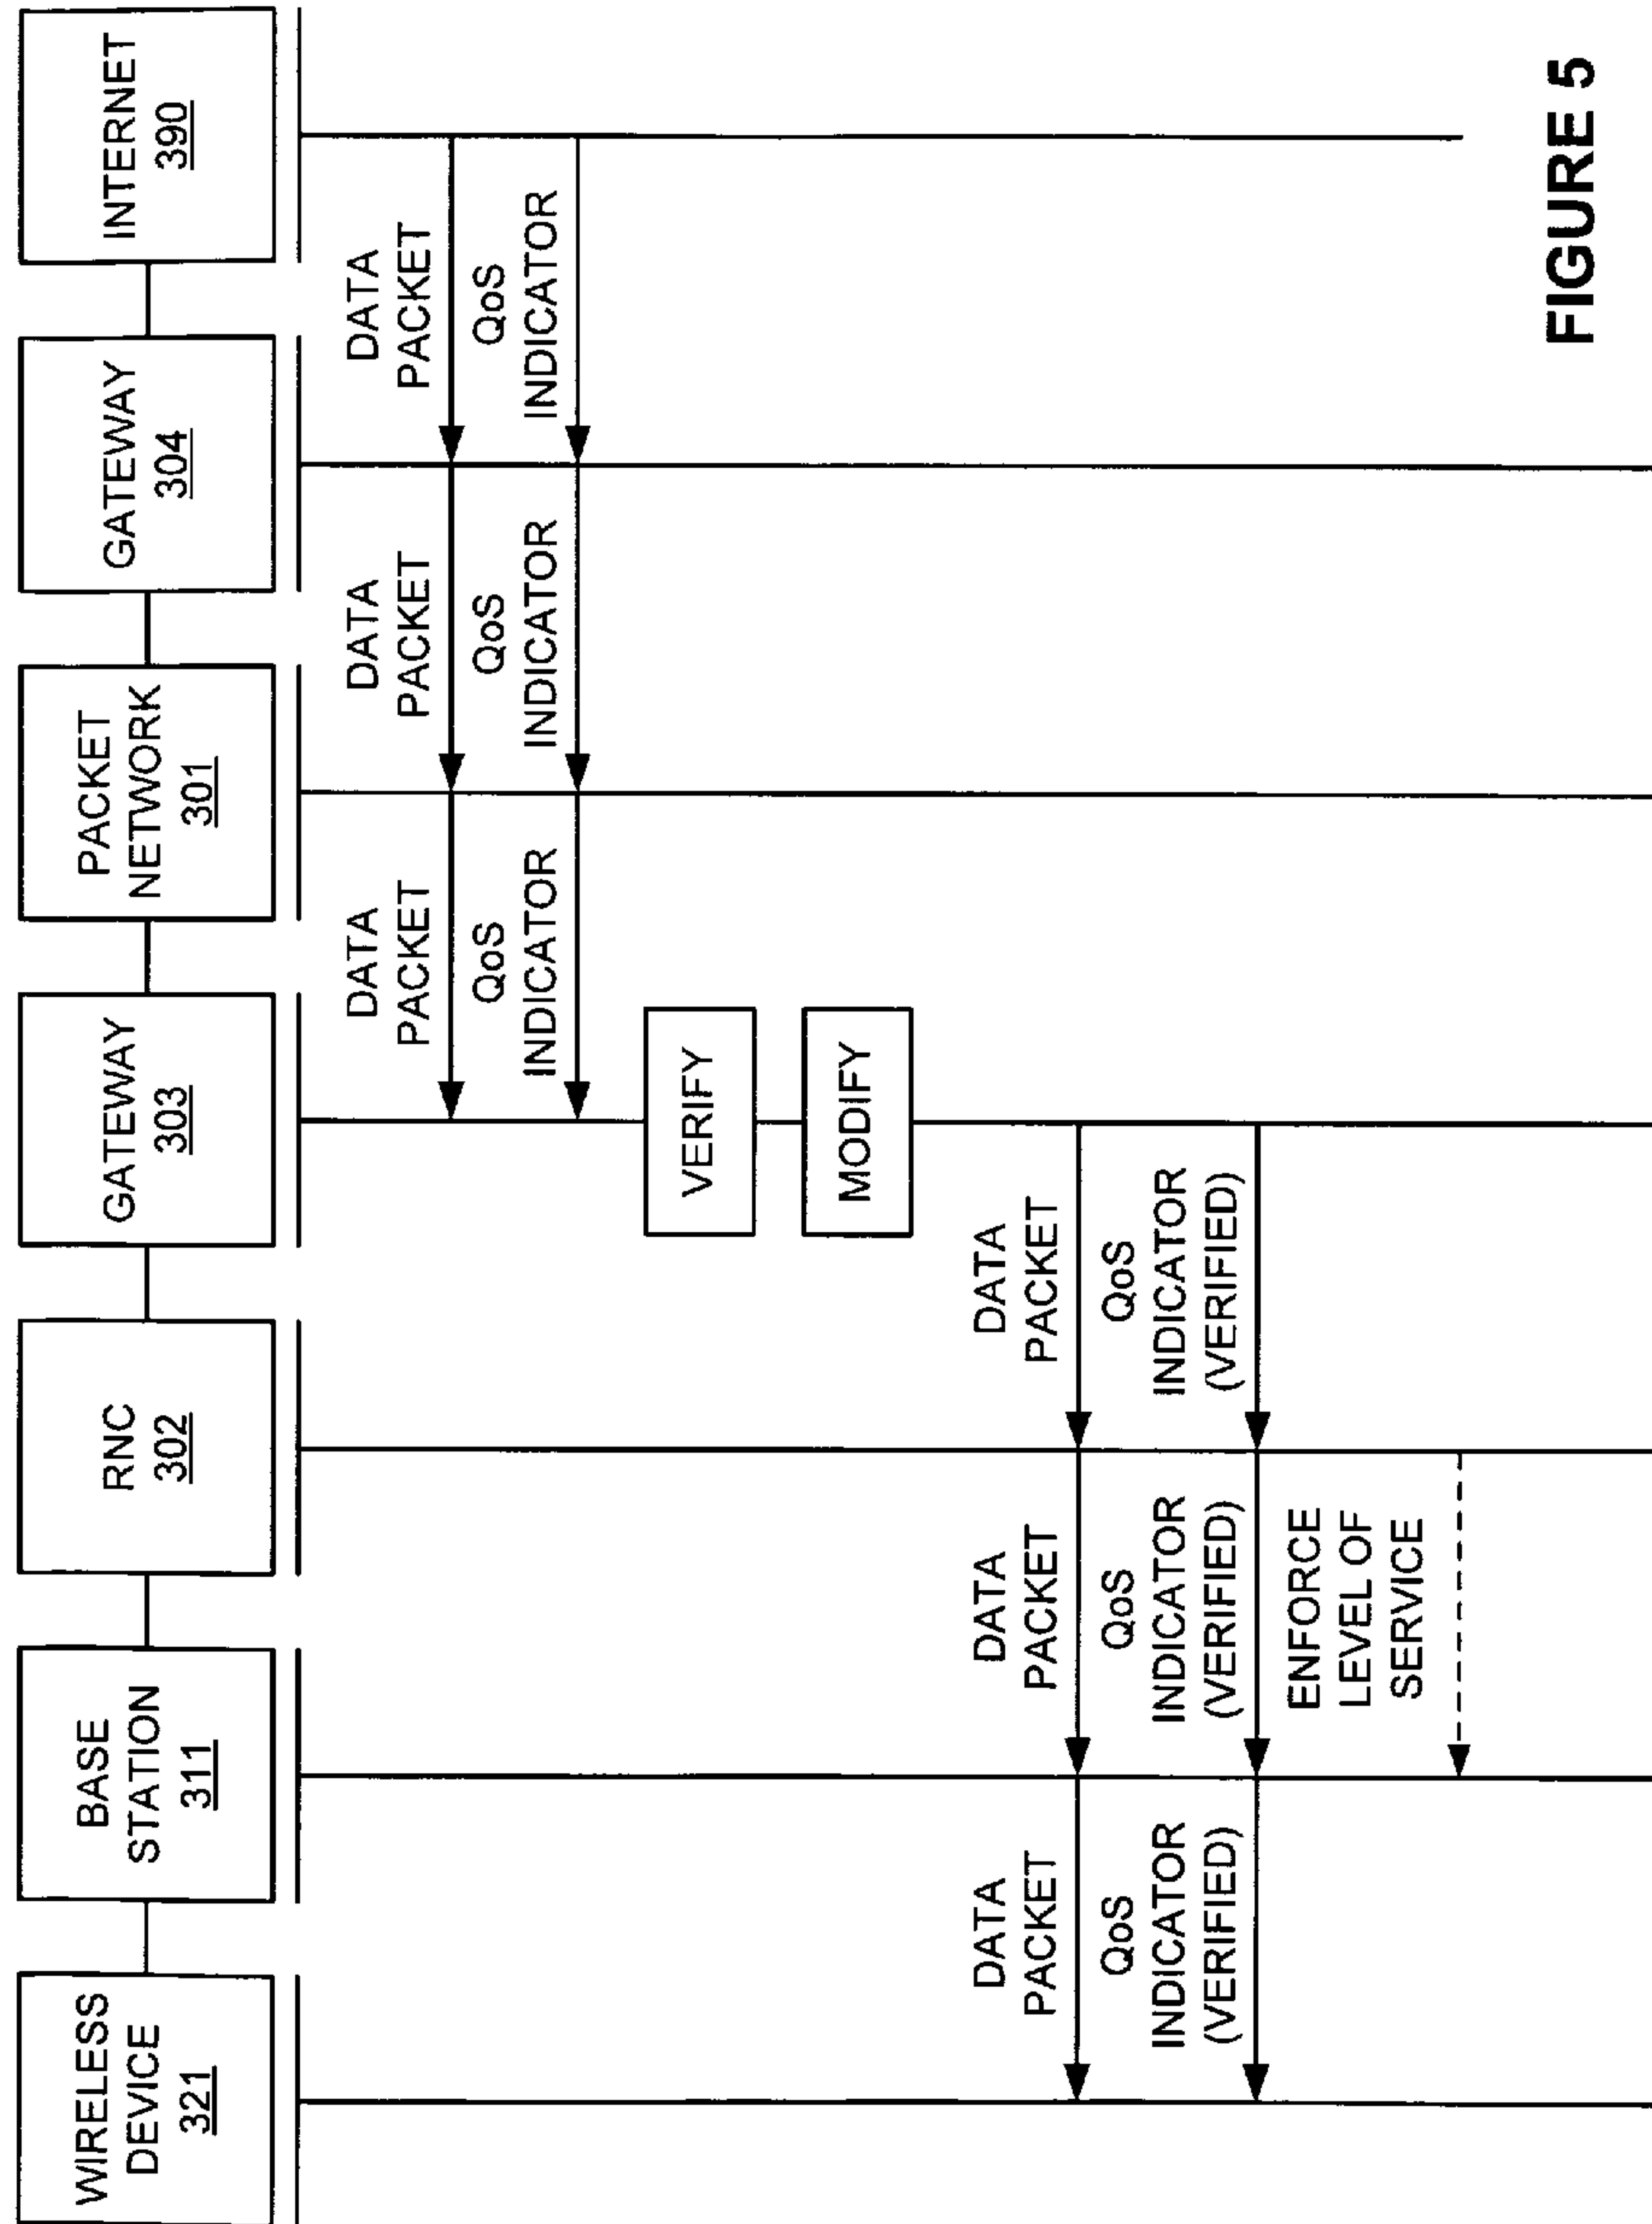 WIRELESS
DEVICE
321
BASE
STATION
311
RNC
302
GATEWAY
303
PACKET
NETWORK
301
GATEWAY
304
INTERNET
390
DATA
PACKET
DATA
PACKET
DATA
PACKET
QoS
INDICATOR
QoS
INDICATOR
QoS
INDICATOR
VERIFY
MODIFY
DATA
PACKET
DATA
PACKET
DATA
PACKET
QoS
INDICATOR
(VERIFIED)
QoS
INDICATOR
(VERIFIED)
QoS
INDICATOR
(VERIFIED)
ENFORCE
LEVEL OF
SERVICE
FIGURE 5